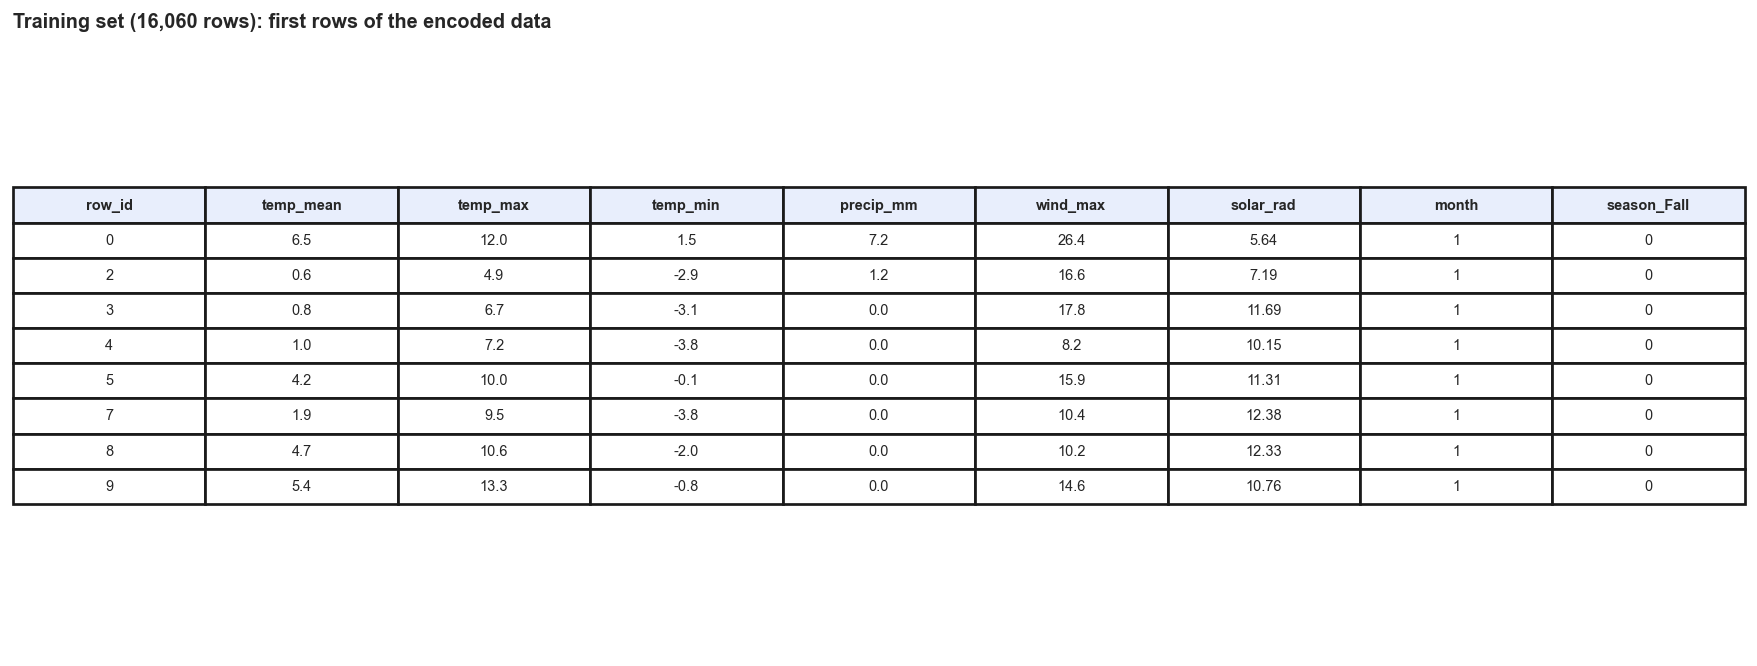 Training set (16,060 rows): first rows of the encoded data
row_id temp_mean temp_max temp_min precip_mm wind_max solar_rad month season_Fall
0 6.5 12.0 1.5 7.2 26.4 5.64 1 0
2 0.6 4.9 -2.9 1.2 16.6 7.19 1 0
3 0.8 6.7 -3.1 0.0 17.8 11.69 1 0
4 1.0 7.2 -3.8 0.0 8.2 10.15 1 0
5 4.2 10.0 -0.1 0.0 15.9 11.31 1 0
7 1.9 9.5 -3.8 0.0 10.4 12.38 1 0
8 4.7 10.6 -2.0 0.0 10.2 12.33 1 0
9 5.4 13.3 -0.8 0.0 14.6 10.76 1 0